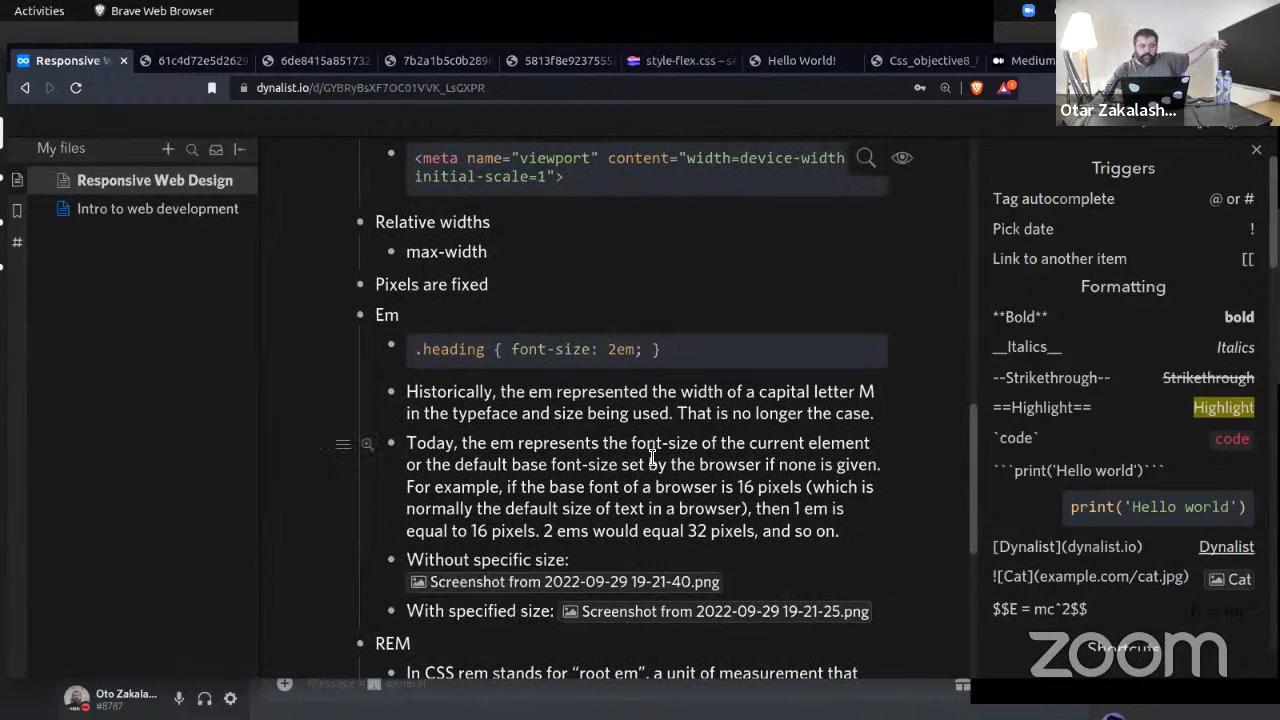 Activities
Brave Web Browser
Responsive W
61c4d72e5d2629
6de8415a851732
7b2a1b5c0b289
5813f8e9237555
style-flex.css – se
Hello World!
Css_objective8_f
Medium
dynalist.io/d/GYBRyBsXF7OC01VVK_LsGXPR
Otar Zakalash...
My files
Responsive Web Design
Intro to web development
<meta name="viewport" content="width=device-width
initial-scale=1">
Relative widths
max-width
Pixels are fixed
Em
.heading { font-size: 2em; }
Historically, the em represented the width of a capital letter M
in the typeface and size being used. That is no longer the case.
Today, the em represents the font-size of the current element
or the default base font-size set by the browser if none is given.
For example, if the base font of a browser is 16 pixels (which is
normally the default size of text in a browser), then 1 em is
equal to 16 pixels. 2 ems would equal 32 pixels, and so on.
Without specific size:
Screenshot from 2022-09-29 19-21-40.png
With specified size: Screenshot from 2022-09-29 19-21-25.png
REM
In CSS rem stands for “root em”, a unit of measurement that
Triggers
Tag autocomplete @ or #
Pick date !
Link to another item [[
Formatting
**Bold** bold
__Italics__ Italics
~~Strikethrough~~ Strikethrough
==Highlight== Highlight
`code` code
```print('Hello world')```
print('Hello world')
[Dynalist](dynalist.io) Dynalist
![Cat](example.com/cat.jpg) Cat
$$E = mc^2$$
Shortcuts
zoom
Oto Zakala...
#8787
Message
general